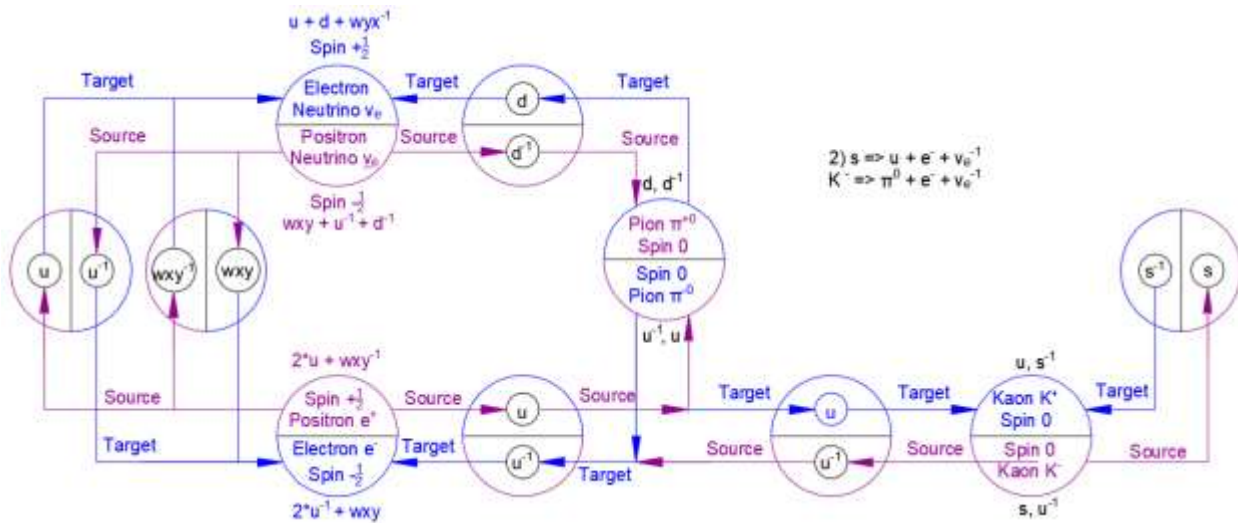 u + d + wyx⁻¹
Spin +½
Target
Electron
Neutrino νₑ
Target
d
Target
Source
Positron
Neutrino νₑ
Source
d⁻¹
Source
2) s => u + e⁻ + νₑ⁻¹
K⁻ => π⁰ + e⁻ + νₑ⁻¹
Spin -½
wxy + u⁻¹ + d⁻¹
d, d⁻¹
Pion π⁺⁰
Spin 0
Spin 0
Pion π⁻⁰
u
u⁻¹
wxy⁻¹
wxy
s⁻¹
s
u⁻¹, u
2*u + wxy⁻¹
u, s⁻¹
Source
Spin +½
Positron e⁺
Source
u
Source
Target
u
Target
Kaon K⁺
Spin 0
Target
Target
Electron e⁻
Spin -½
Target
u⁻¹
Target
Source
u⁻¹
Source
Spin 0
Kaon K⁻
Source
2*u⁻¹ + wxy
s, u⁻¹